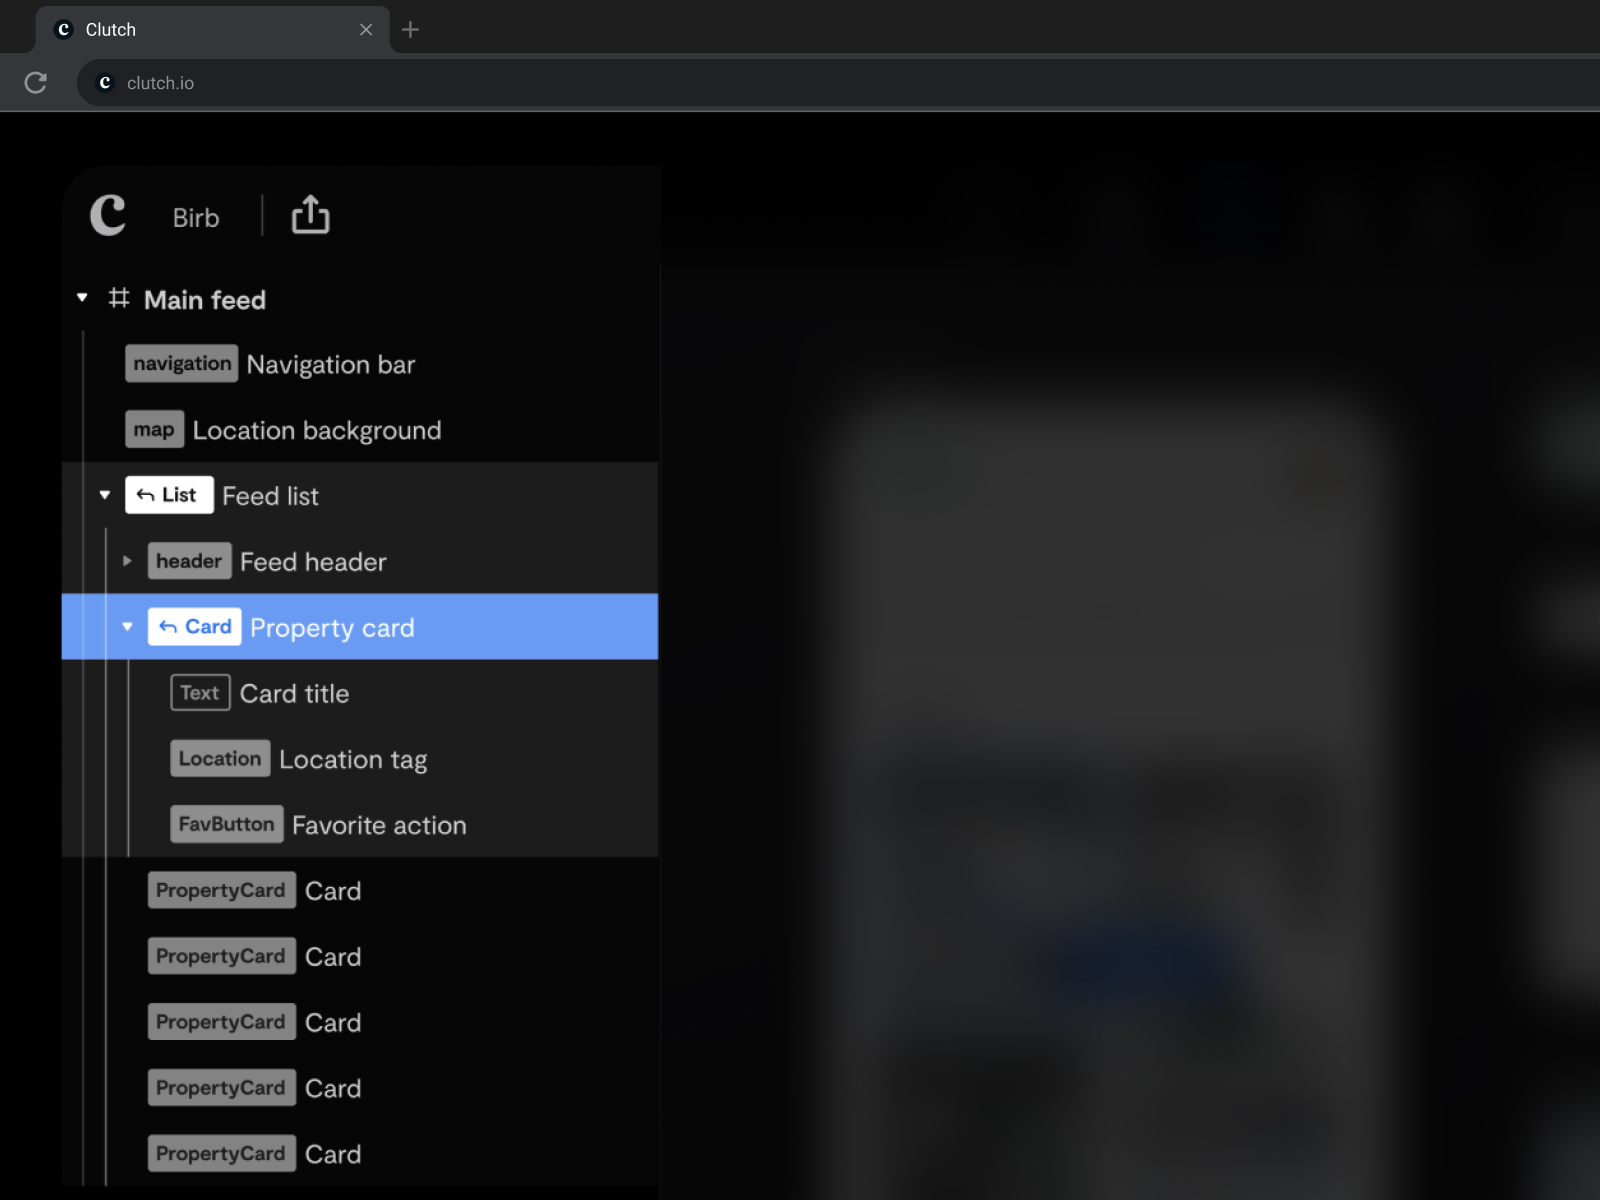 Clutch
clutch.io
Birb
Main feed
navigation Navigation bar
map Location background
List Feed list
header Feed header
Card Property card
Text Card title
Location Location tag
FavButton Favorite action
PropertyCard Card
PropertyCard Card
PropertyCard Card
PropertyCard Card
PropertyCard Card